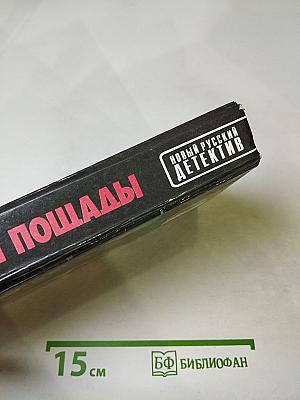 ПОЩАДЫ
НОВЫЙ РУССКИЙ
ДЕТЕКТИВ
15 см
БФ БИБЛИОФАН